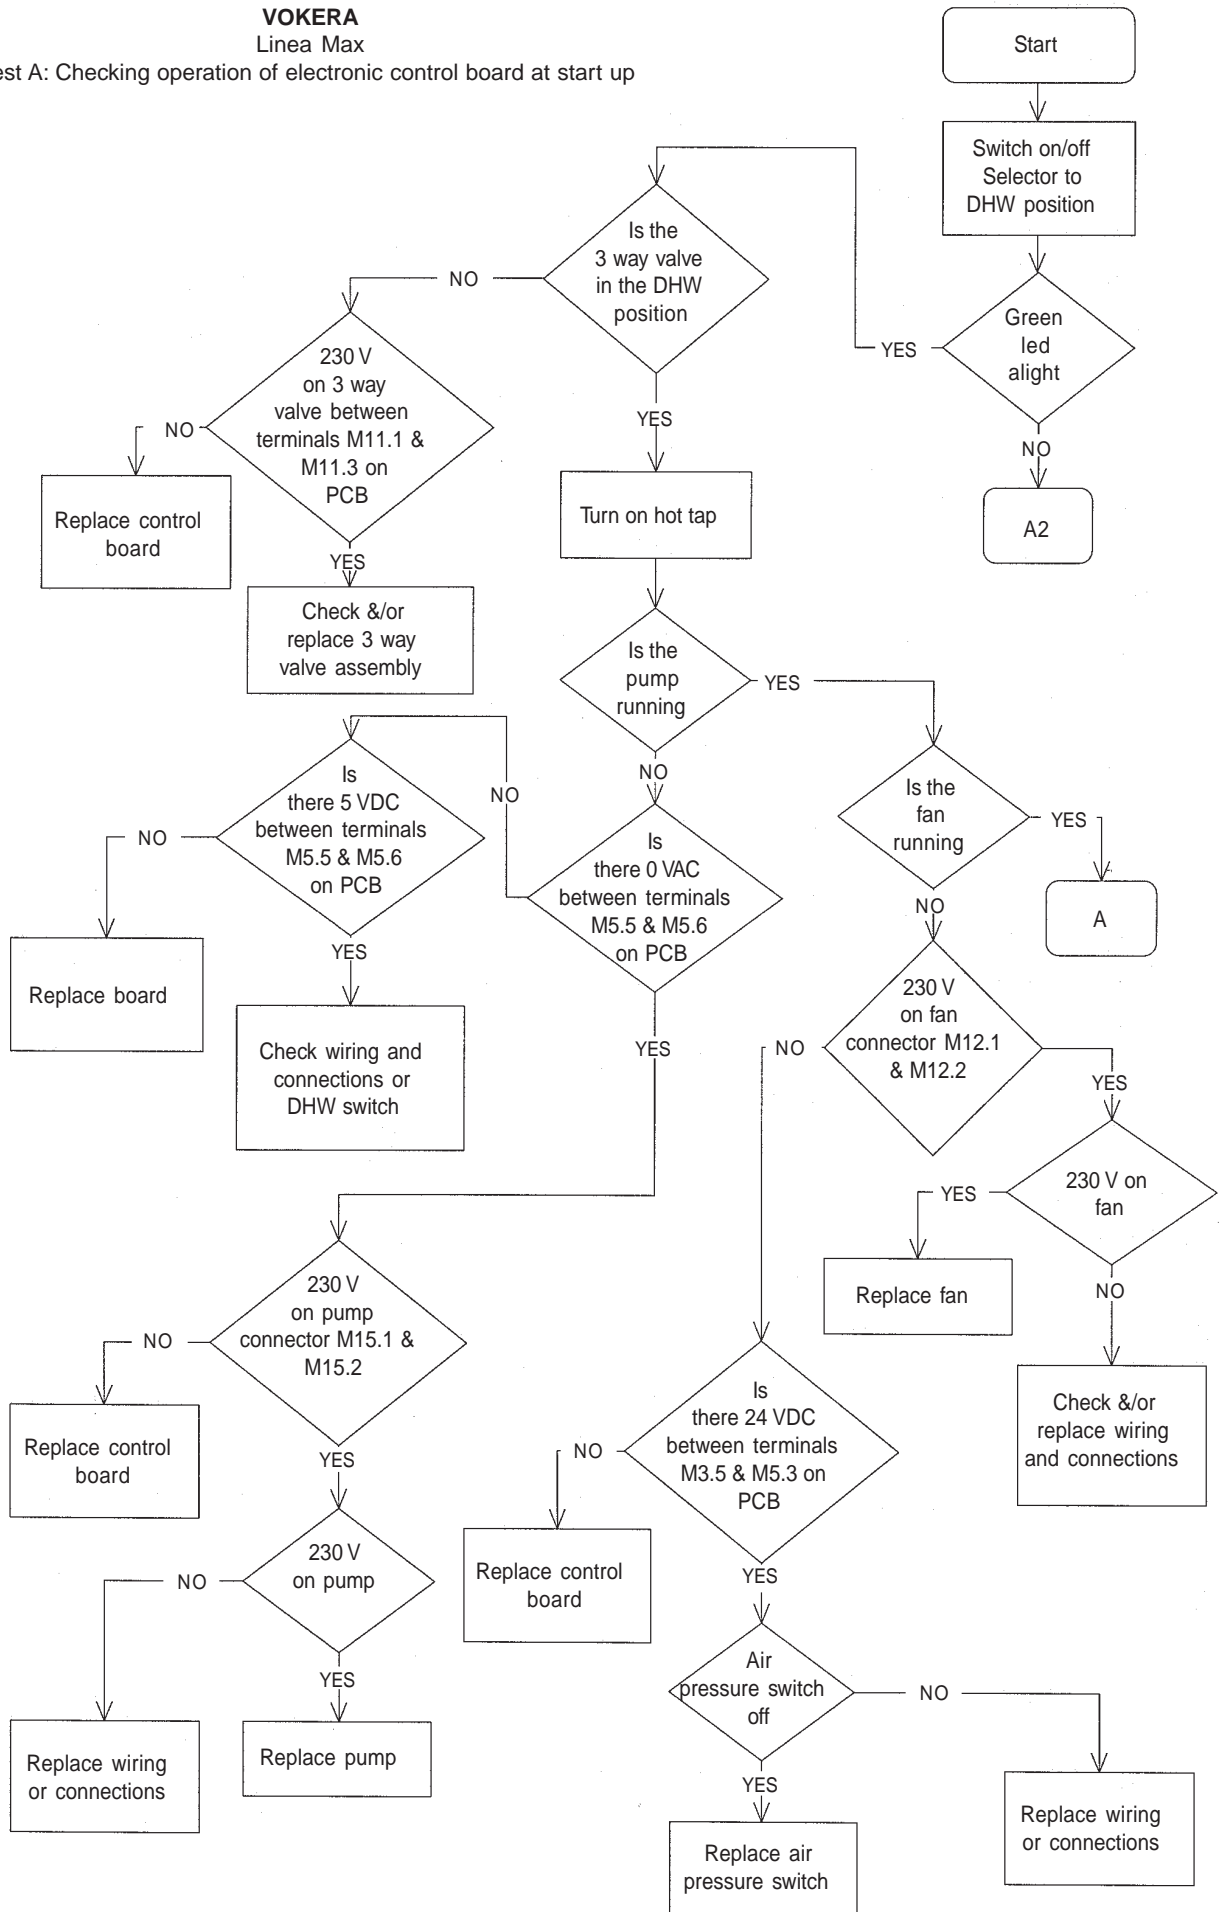 VOKERA
Linea Max
est A: Checking operation of electronic control board at start up
Start
Switch on/off
Selector to
DHW position
Green
led
alight
YES
NO
A2
Is the
3 way valve
in the DHW
position
NO
YES
230 V
on 3 way
valve between
terminals M11.1 &
M11.3 on
PCB
NO
Replace control
board
YES
Check &/or
replace 3 way
valve assembly
Turn on hot tap
Is the
pump
running
YES
NO
Is
there 0 VAC
between terminals
M5.5 & M5.6
on PCB
NO
YES
Is
there 5 VDC
between terminals
M5.5 & M5.6
on PCB
NO
Replace board
YES
Check wiring and
connections or
DHW switch
Is the
fan
running
YES
A
NO
230 V
on fan
connector M12.1
& M12.2
NO
YES
230 V on
fan
YES
Replace fan
NO
Check &/or
replace wiring
and connections
230 V
on pump
connector M15.1 &
M15.2
NO
Replace control
board
YES
230 V
on pump
NO
Replace wiring
or connections
YES
Replace pump
Is
there 24 VDC
between terminals
M3.5 & M5.3 on
PCB
NO
Replace control
board
YES
Air
pressure switch
off
NO
Replace wiring
or connections
YES
Replace air
pressure switch